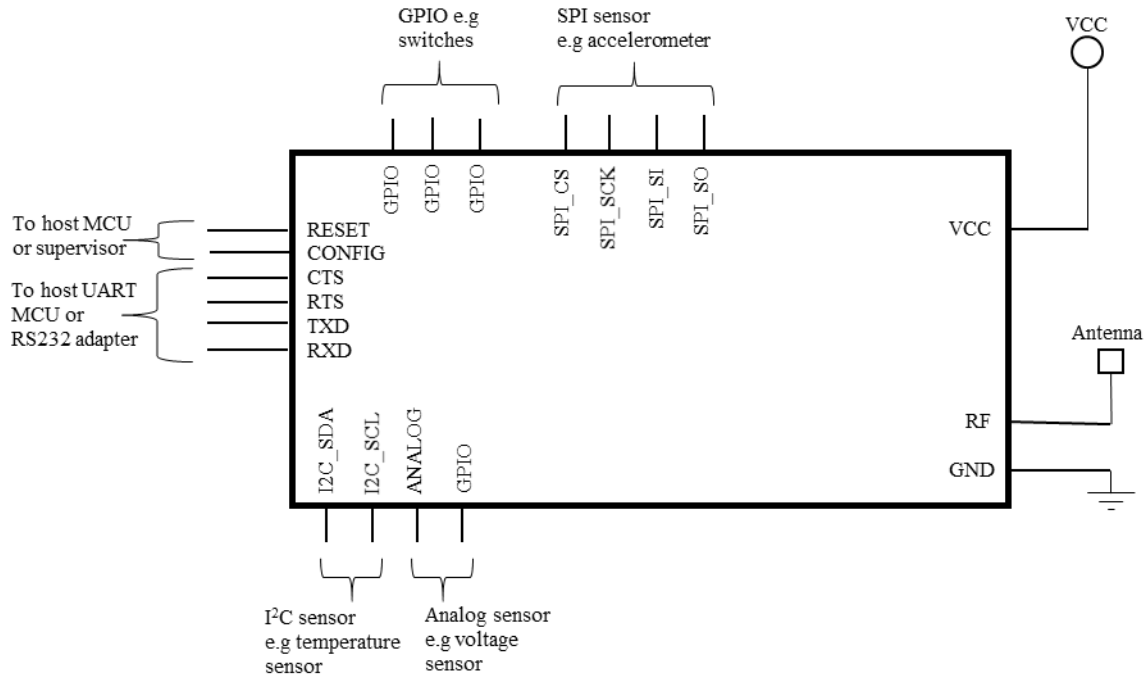 GPIO e.g
switches
SPI sensor
e.g accelerometer
VCC
GPIO
GPIO
GPIO
SPI_CS
SPI_SCK
SPI_SI
SPI_SO
To host MCU
or supervisor
RESET
CONFIG
VCC
To host UART
MCU or
RS232 adapter
CTS
RTS
TXD
RXD
Antenna
RF
GND
I2C_SDA
I2C_SCL
ANALOG
GPIO
I²C sensor
e.g temperature
sensor
Analog sensor
e.g voltage
sensor